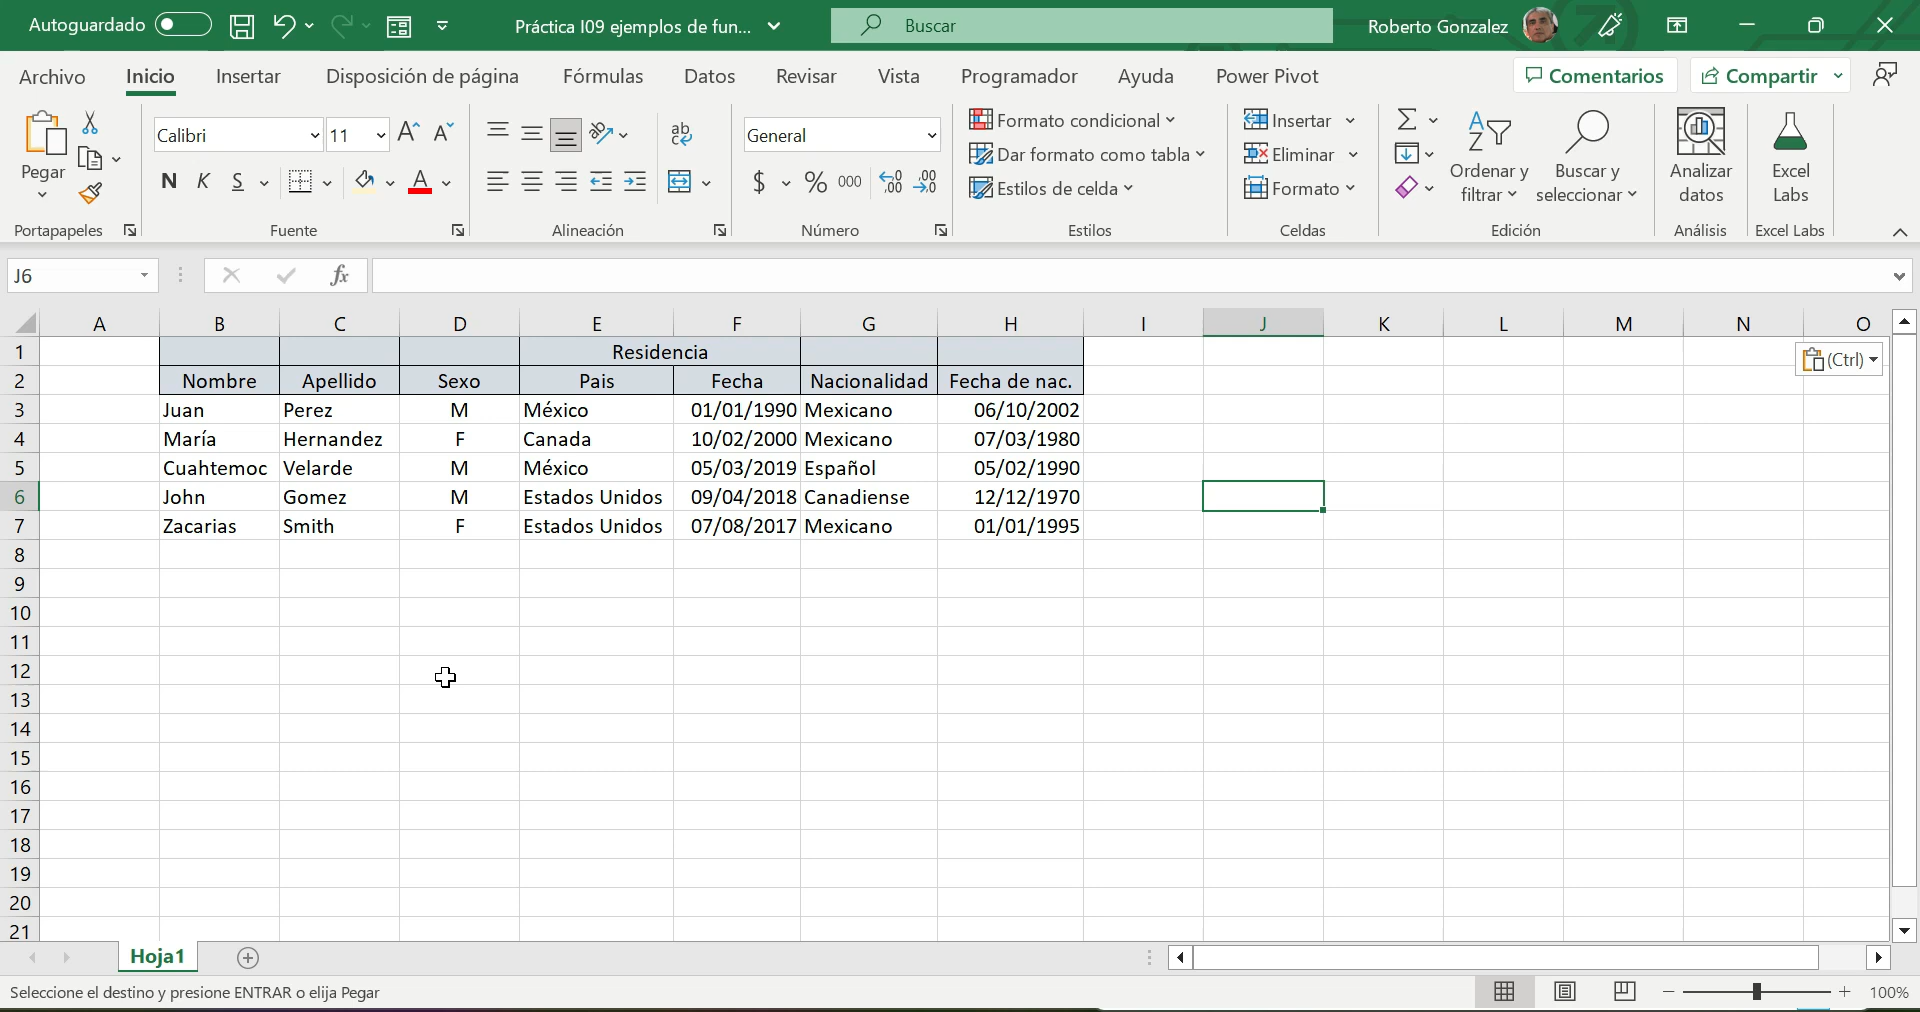 Autoguardado
Práctica I09 ejemplos de fun...
Buscar
Roberto Gonzalez
Archivo Inicio Insertar Disposición de página Fórmulas Datos Revisar Vista Programador Ayuda Power Pivot Comentarios Compartir
Pegar
Portapapeles
Calibri 11
N K S
Fuente
ab
Alineación
General
$ % 000
Número
Formato condicional
Dar formato como tabla
Estilos de celda
Estilos
Insertar
Eliminar
Formato
Celdas
Ordenar y
filtrar
Buscar y
seleccionar
Edición
Analizar
datos
Análisis
Excel
Labs
Excel Labs
J6 fx
A B C D E F G H I J K L M N O
1 Residencia
2 Nombre Apellido Sexo Pais Fecha Nacionalidad Fecha de nac.
3 Juan Perez M México 01/01/1990 Mexicano 06/10/2002
4 María Hernandez F Canada 10/02/2000 Mexicano 07/03/1980
5 Cuahtemoc Velarde M México 05/03/2019 Español 05/02/1990
6 John Gomez M Estados Unidos 09/04/2018 Canadiense 12/12/1970
7 Zacarias Smith F Estados Unidos 07/08/2017 Mexicano 01/01/1995
8
9
10
11
12
13
14
15
16
17
18
19
20
21
(Ctrl)
Hoja1
Seleccione el destino y presione ENTRAR o elija Pegar
100%